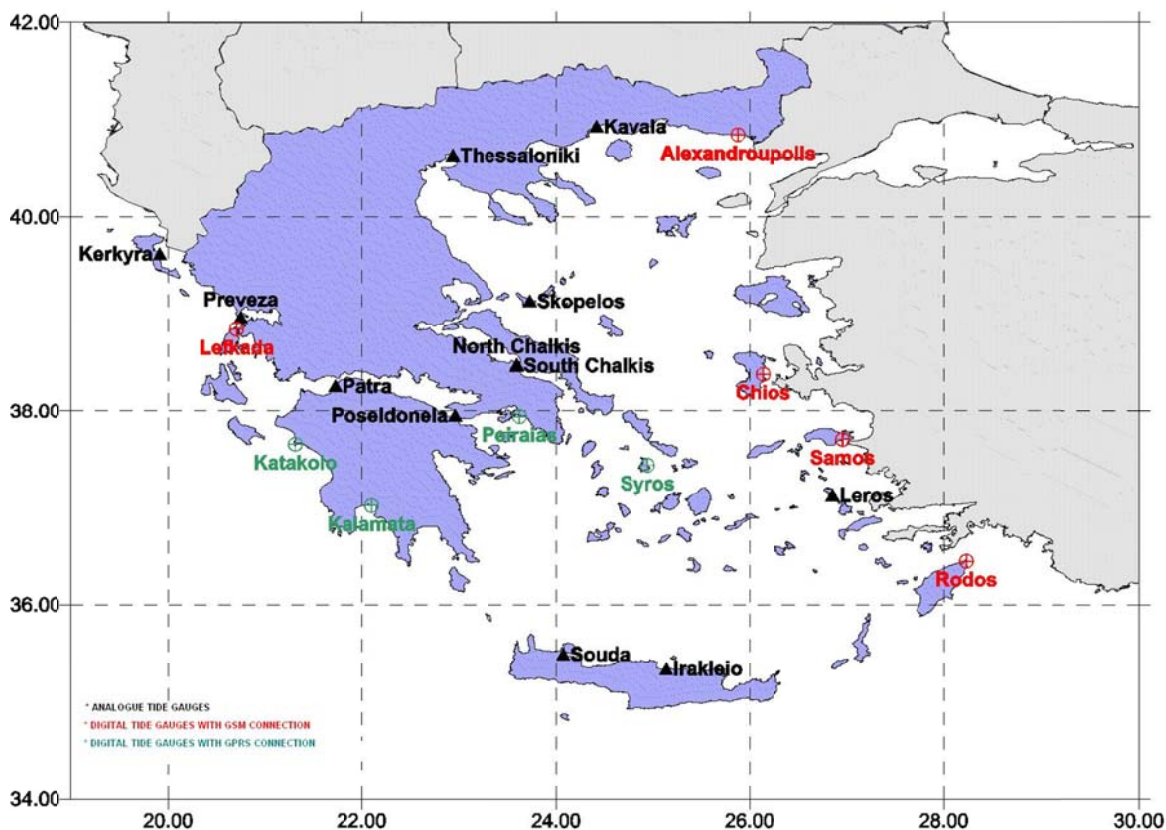 42.00
Kavala
Alexandroupolis
Thessaloniki
40.00
Kerkyra
Preveza
Skopelos
Lefkada
North Chalkis
South Chalkis
Chios
Patra
38.00
Poseidoneia
Peiraias
Samos
Katakolo
Syros
Leros
Kalamata
Rodos
36.00
Souda
Irakleio
* ANALOGUE TIDE GAUGES
* DIGITAL TIDE GAUGES WITH GSM CONNECTION
* DIGITAL TIDE GAUGES WITH GPRS CONNECTION
34.00
20.00 22.00 24.00 26.00 28.00 30.00